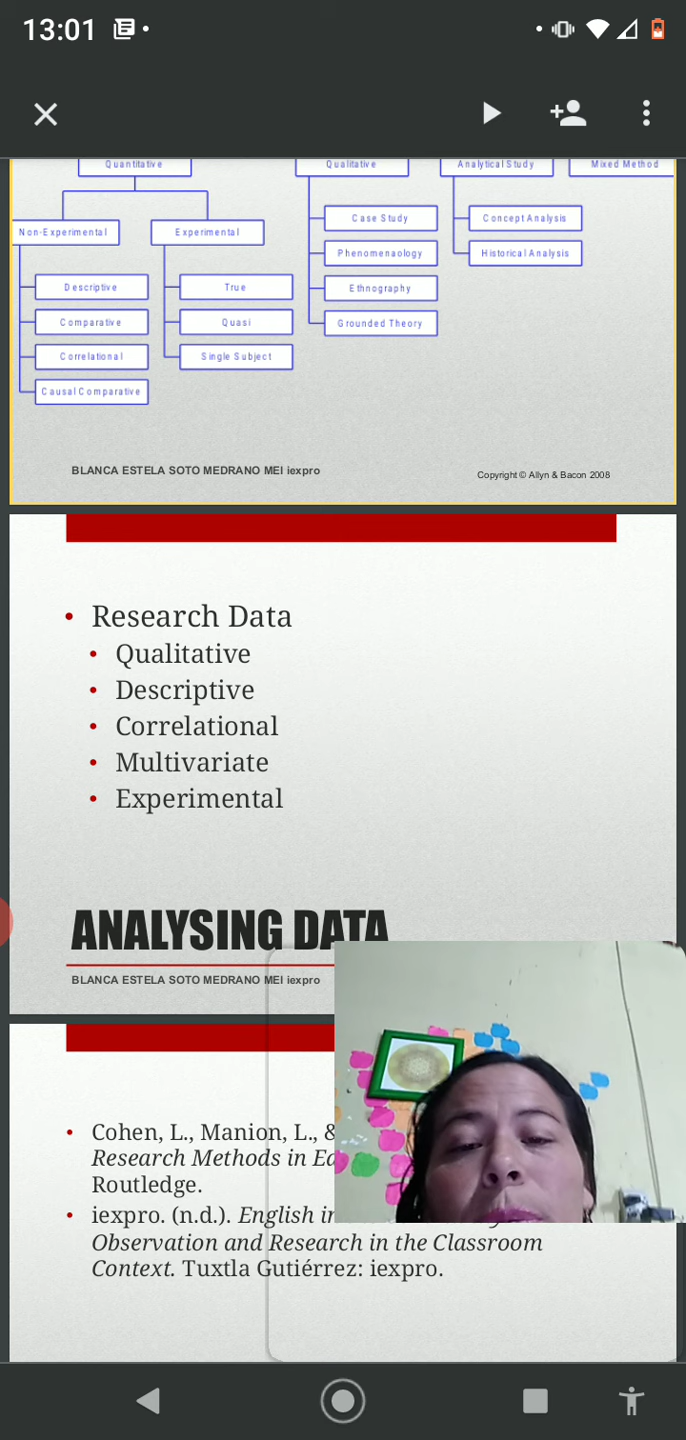 13:01
Quantitative
Qualitative
Analytical Study
Mixed Method
Non-Experimental
Experimental
Case Study
Concept Analysis
Phenomenaology
Historical Analysis
Descriptive
True
Ethnography
Comparative
Quasi
Grounded Theory
Correlational
Single Subject
Causal Comparative
BLANCA ESTELA SOTO MEDRANO MEI iexpro
Copyright © Allyn & Bacon 2008
• Research Data
• Qualitative
• Descriptive
• Correlational
• Multivariate
• Experimental
ANALYSING DATA
BLANCA ESTELA SOTO MEDRANO MEI iexpro
• Cohen, L., Manion, L., &
Research Methods in
Routledge.
• iexpro. (n.d.). English
Observation and Research in the Classroom
Context. Tuxtla Gutiérrez: iexpro.